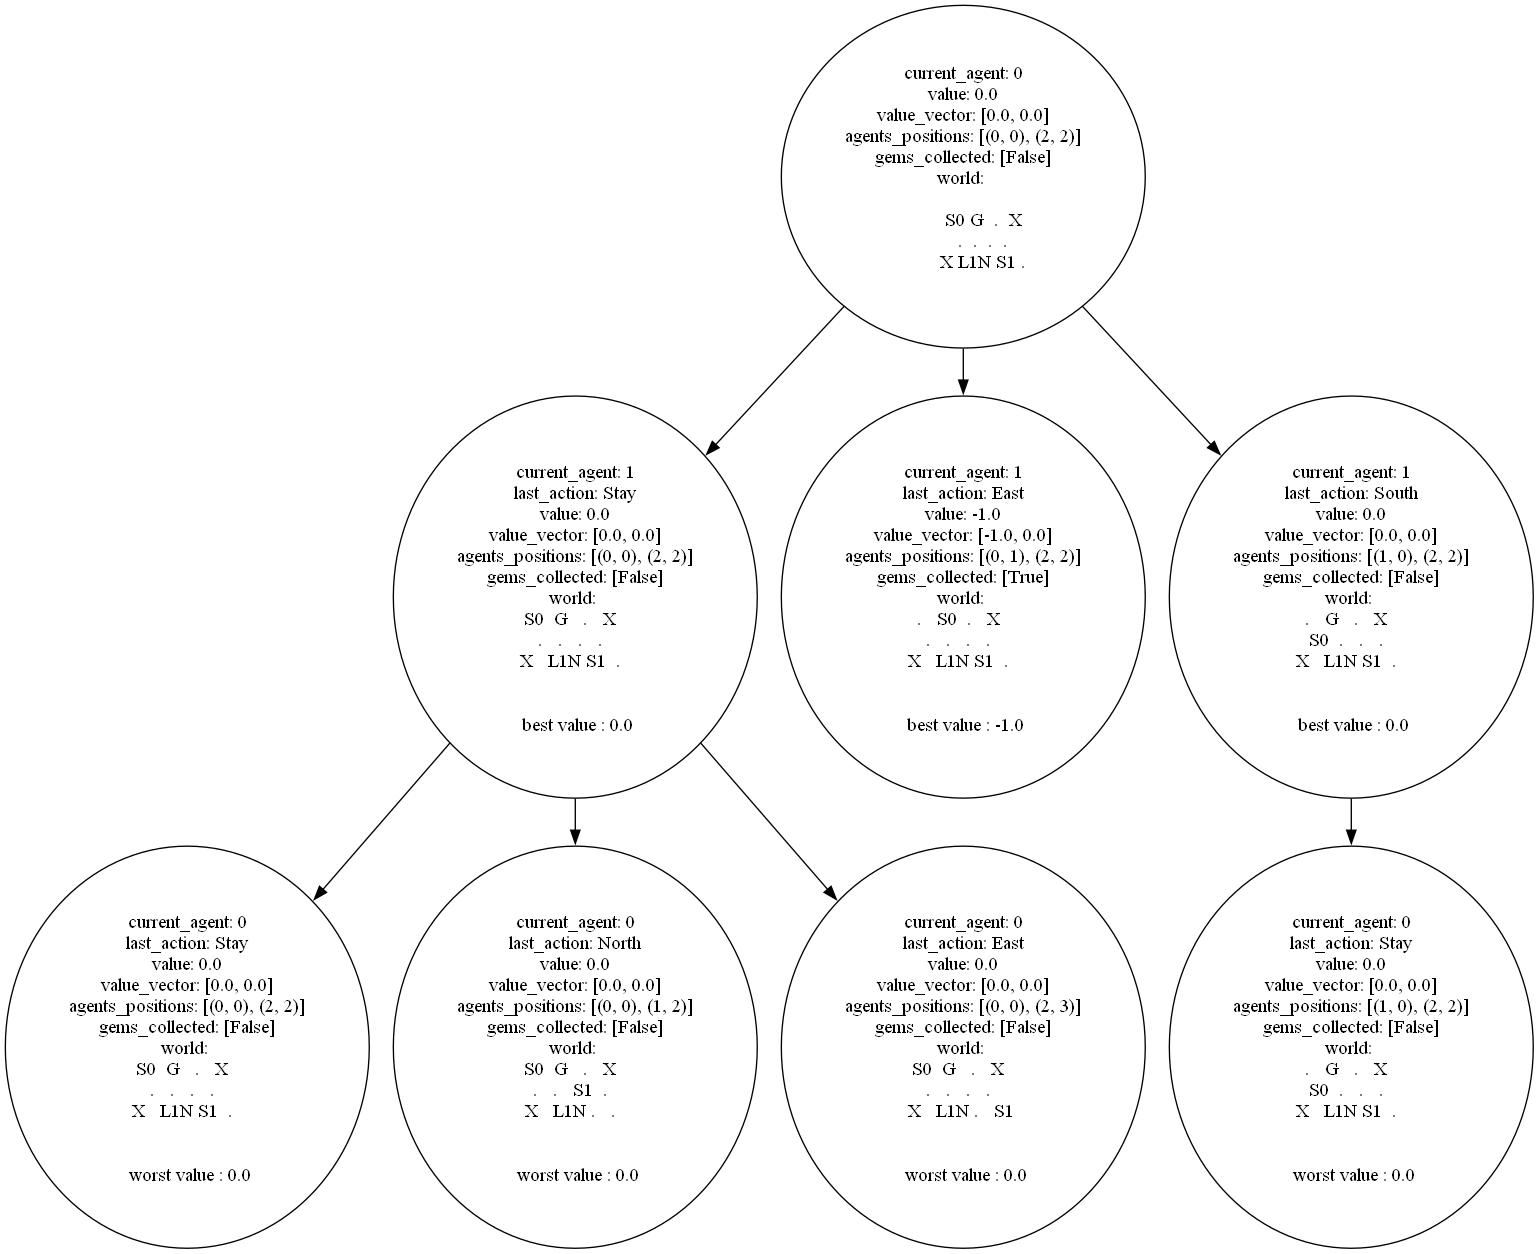 current_agent: 0
value: 0.0
value_vector: [0.0, 0.0]
agents_positions: [(0, 0), (2, 2)]
gems_collected: [False]
world:
S0 G . X
. . . .
X L1N S1 .
current_agent: 1
last_action: Stay
value: 0.0
value_vector: [0.0, 0.0]
agents_positions: [(0, 0), (2, 2)]
gems_collected: [False]
world:
S0 G . X
. . . .
X L1N S1 .
best value : 0.0
current_agent: 1
last_action: East
value: -1.0
value_vector: [-1.0, 0.0]
agents_positions: [(0, 1), (2, 2)]
gems_collected: [True]
world:
. S0 . X
. . . .
X L1N S1 .
best value : -1.0
current_agent: 1
last_action: South
value: 0.0
value_vector: [0.0, 0.0]
agents_positions: [(1, 0), (2, 2)]
gems_collected: [False]
world:
. G . X
S0 . . .
X L1N S1 .
best value : 0.0
current_agent: 0
last_action: Stay
value: 0.0
value_vector: [0.0, 0.0]
agents_positions: [(0, 0), (2, 2)]
gems_collected: [False]
world:
S0 G . X
. . . .
X L1N S1 .
worst value : 0.0
current_agent: 0
last_action: North
value: 0.0
value_vector: [0.0, 0.0]
agents_positions: [(0, 0), (1, 2)]
gems_collected: [False]
world:
S0 G . X
. . S1 .
X L1N . .
worst value : 0.0
current_agent: 0
last_action: East
value: 0.0
value_vector: [0.0, 0.0]
agents_positions: [(0, 0), (2, 3)]
gems_collected: [False]
world:
S0 G . X
. . . .
X L1N . S1
worst value : 0.0
current_agent: 0
last_action: Stay
value: 0.0
value_vector: [0.0, 0.0]
agents_positions: [(1, 0), (2, 2)]
gems_collected: [False]
world:
. G . X
S0 . . .
X L1N S1 .
worst value : 0.0